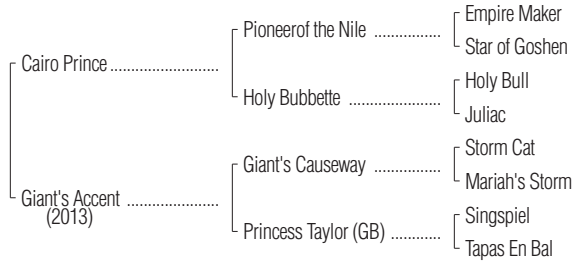 Empire Maker
Pioneerof the Nile ..................
Star of Goshen
Cairo Prince ........................
Holy Bull
Holy Bubbette .....................
Juliac
Storm Cat
Giant's Causeway ................
Mariah's Storm
Giant's Accent ....................
(2013)
Singspiel
Princess Taylor (GB) ............
Tapas En Bal